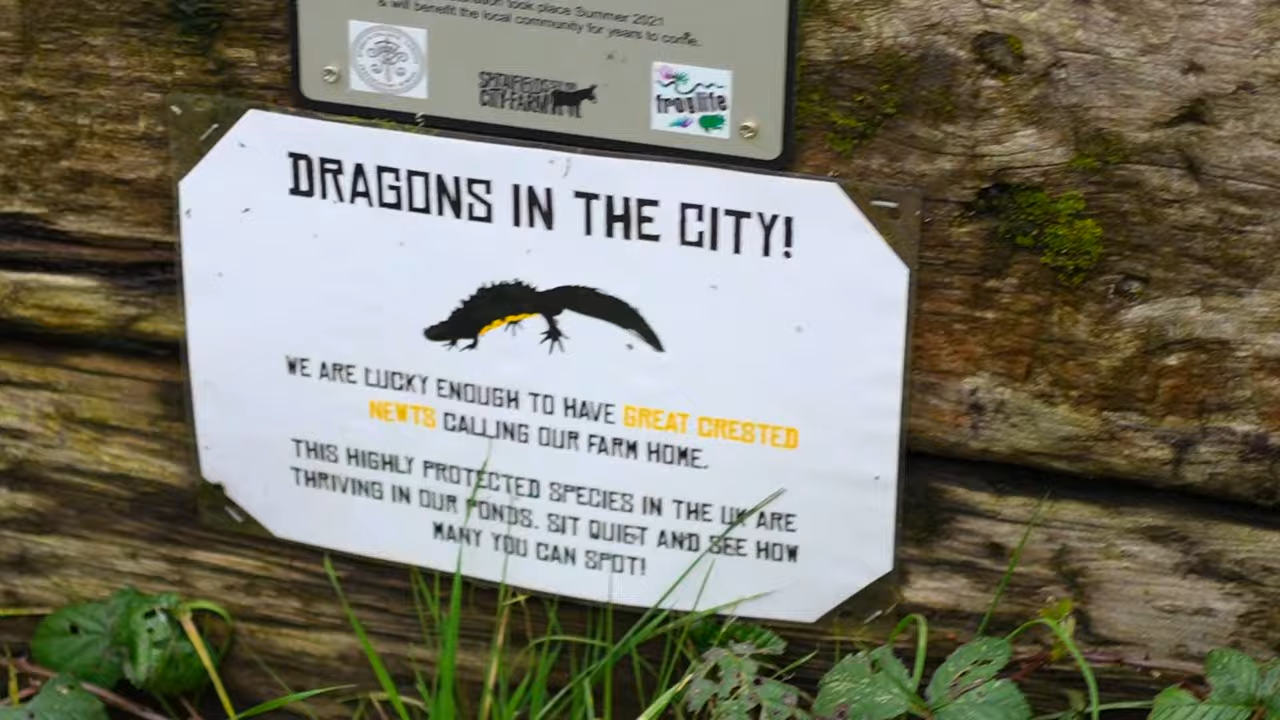 took place Summer 2021
& will benefit the local community for years to come.
SPITALFIELDS
CITY FARM
froglife
DRAGONS IN THE CITY!
WE ARE LUCKY ENOUGH TO HAVE GREAT CRESTED
NEWTS CALLING OUR FARM HOME.
THIS HIGHLY PROTECTED SPECIES IN THE UK ARE
THRIVING IN OUR PONDS. SIT QUIET AND SEE HOW
MANY YOU CAN SPOT!